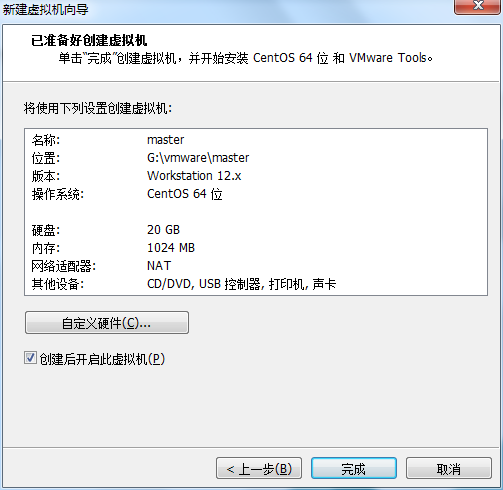 新建虚拟机向导
已准备好创建虚拟机
单击“完成”创建虚拟机，并开始安装 CentOS 64 位 和 VMware Tools。
将使用下列设置创建虚拟机:
名称: master
位置: G:\vmware\master
版本: Workstation 12.x
操作系统: CentOS 64 位
硬盘: 20 GB
内存: 1024 MB
网络适配器: NAT
其他设备: CD/DVD, USB 控制器, 打印机, 声卡
自定义硬件(C)...
创建后开启此虚拟机(P)
< 上一步(B) 完成 取消